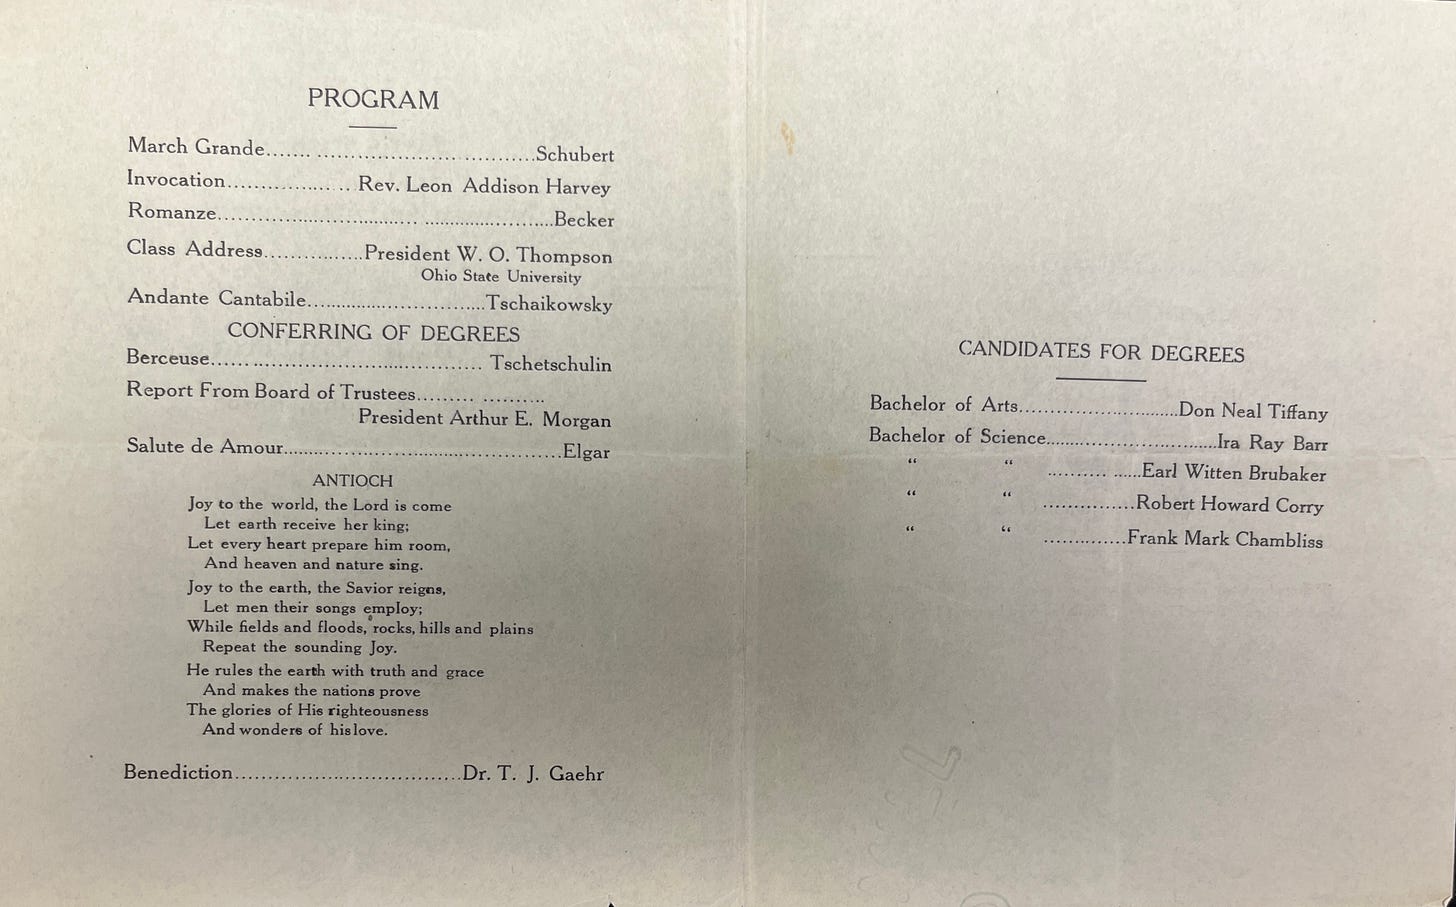 PROGRAM
March Grande....... ........................ ............Schubert
Invocation.................. .. Rev. Leon Addison Harvey
Romanze.................................... .......................Becker
Class Address.................President W. O. Thompson
Ohio State University
Andante Cantabile................................Tschaikowsky
CONFERRING OF DEGREES
Berceuse...... ........................................ Tschetschulin
Report From Board of Trustees......... ..........
President Arthur E. Morgan
Salute de Amour..................................................Elgar
ANTIOCH
Joy to the world, the Lord is come
Let earth receive her king;
Let every heart prepare him room,
And heaven and nature sing.
Joy to the earth, the Savior reigns,
Let men their songs employ;
While fields and floods, rocks, hills and plains
Repeat the sounding Joy.
He rules the earth with truth and grace
And makes the nations prove
The glories of His righteousness
And wonders of his love.
Benediction...................................Dr. T. J. Gaehr
CANDIDATES FOR DEGREES
Bachelor of Arts.............................Don Neal Tiffany
Bachelor of Science..................................Ira Ray Barr
“ “ .......... ......Earl Witten Brubaker
“ “ ...............Robert Howard Corry
“ “ ..............Frank Mark Chambliss